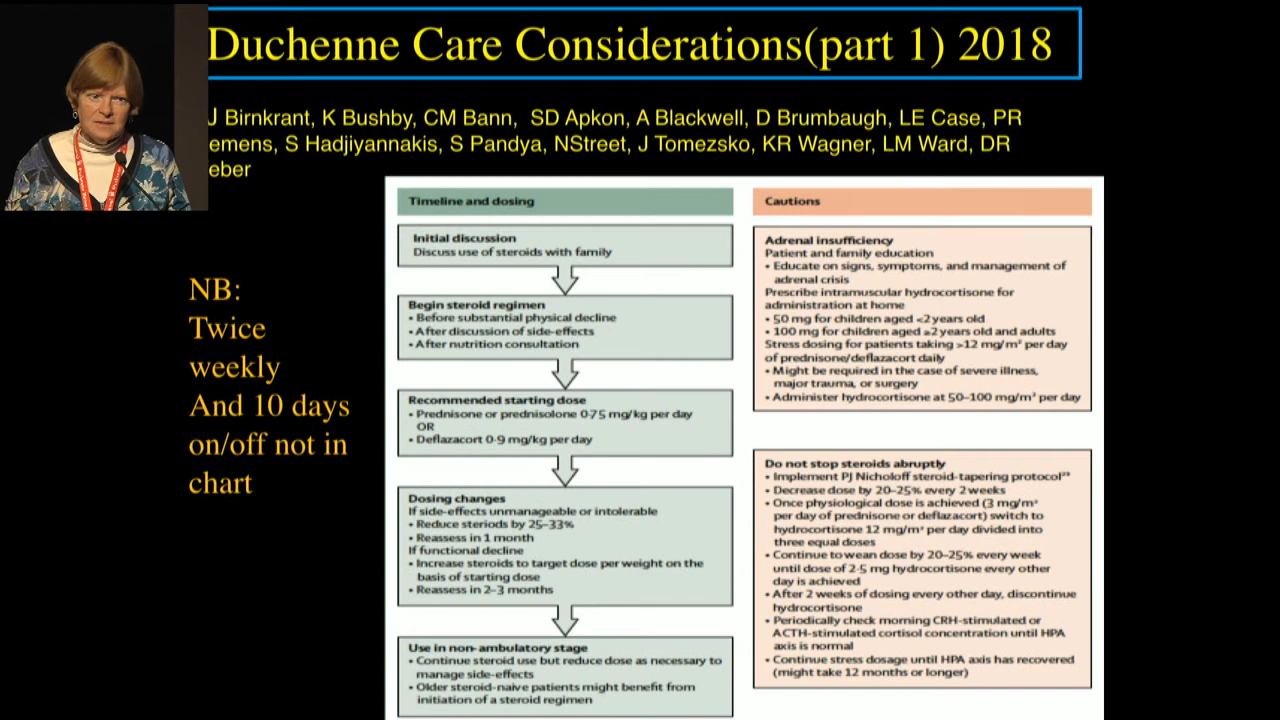 Duchenne Care Considerations(part 1) 2018
J Birnkrant, K Bushby, CM Bann, SD Apkon, A Blackwell, D Brumbaugh, LE Case, PR
emens, S Hadjiyannakis, S Pandya, NStreet, J Tomezsko, KR Wagner, LM Ward, DR
eber
NB:
Twice
weekly
And 10 days
on/off not in
chart
Timeline and dosing
Initial discussion
Discuss use of steroids with family
Begin steroid regimen
• Before substantial physical decline
• After discussion of side-effects
• After nutrition consultation
Recommended starting dose
• Prednisone or prednisolone 0·75 mg/kg per day
OR
• Deflazacort 0·9 mg/kg per day
Dosing changes
If side-effects unmanageable or intolerable
• Reduce steriods by 25–33%
• Reassess in 1 month
If functional decline
• Increase steroids to target dose per weight on the
basis of starting dose
• Reassess in 2–3 months
Use in non-ambulatory stage
• Continue steroid use but reduce dose as necessary to
manage side-effects
• Older steroid-naive patients might benefit from
initiation of a steroid regimen
Cautions
Adrenal insufficiency
Patient and family education
• Educate on signs, symptoms, and management of
adrenal crisis
Prescribe intramuscular hydrocortisone for
administration at home
• 50 mg for children aged <2 years old
• 100 mg for children aged ≥2 years old and adults
Stress dosing for patients taking >12 mg/m² per day
of prednisone/deflazacort daily
• Might be required in the case of severe illness,
major trauma, or surgery
• Administer hydrocortisone at 50–100 mg/m² per day
Do not stop steroids abruptly
• Implement PJ Nicholoff steroid-tapering protocol²³
• Decrease dose by 20–25% every 2 weeks
• Once physiological dose is achieved (3 mg/m²
per day of prednisone or deflazacort) switch to
hydrocortisone 12 mg/m² per day divided into
three equal doses
• Continue to wean dose by 20–25% every week
until dose of 2·5 mg hydrocortisone every other
day is achieved
• After 2 weeks of dosing every other day, discontinue
hydrocortisone
• Periodically check morning CRH-stimulated or
ACTH-stimulated cortisol concentration until HPA
axis is normal
• Continue stress dosage until HPA axis has recovered
(might take 12 months or longer)